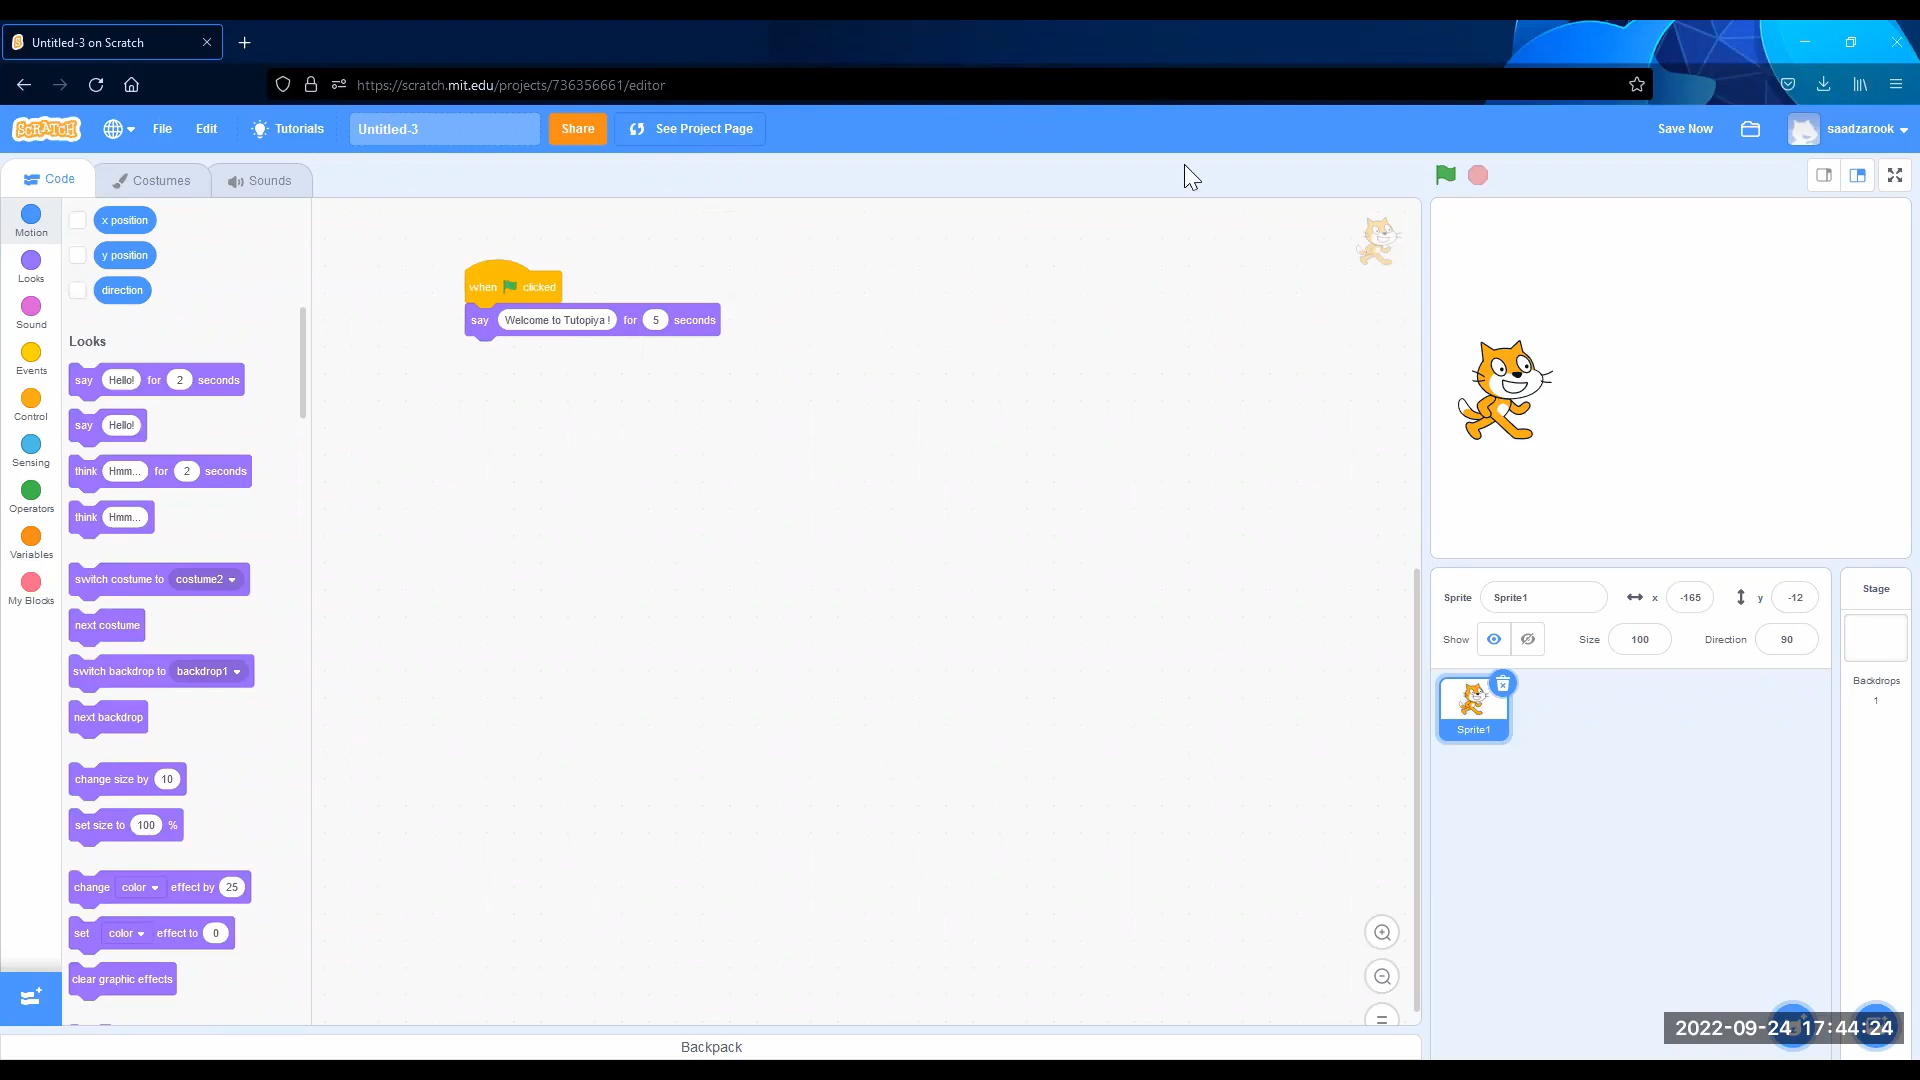 Untitled-3 on Scratch
https://scratch.mit.edu/projects/736356661/editor
SCRATCH File Edit Tutorials Untitled-3 Share See Project Page Save Now saadzarook
Code Costumes Sounds
Motion
Looks
Sound
Events
Control
Sensing
Operators
Variables
My Blocks
x position
y position
direction
Looks
say Hello! for 2 seconds
say Hello!
think Hmm... for 2 seconds
think Hmm...
switch costume to costume2
next costume
switch backdrop to backdrop1
next backdrop
change size by 10
set size to 100 %
change color effect by 25
set color effect to 0
clear graphic effects
when clicked
say Welcome to Tutopiya ! for 5 seconds
Backpack
Sprite Sprite1 x -165 y -12
Show Size 100 Direction 90
Sprite1
Stage
Backdrops
1
2022-09-24 17:44:24